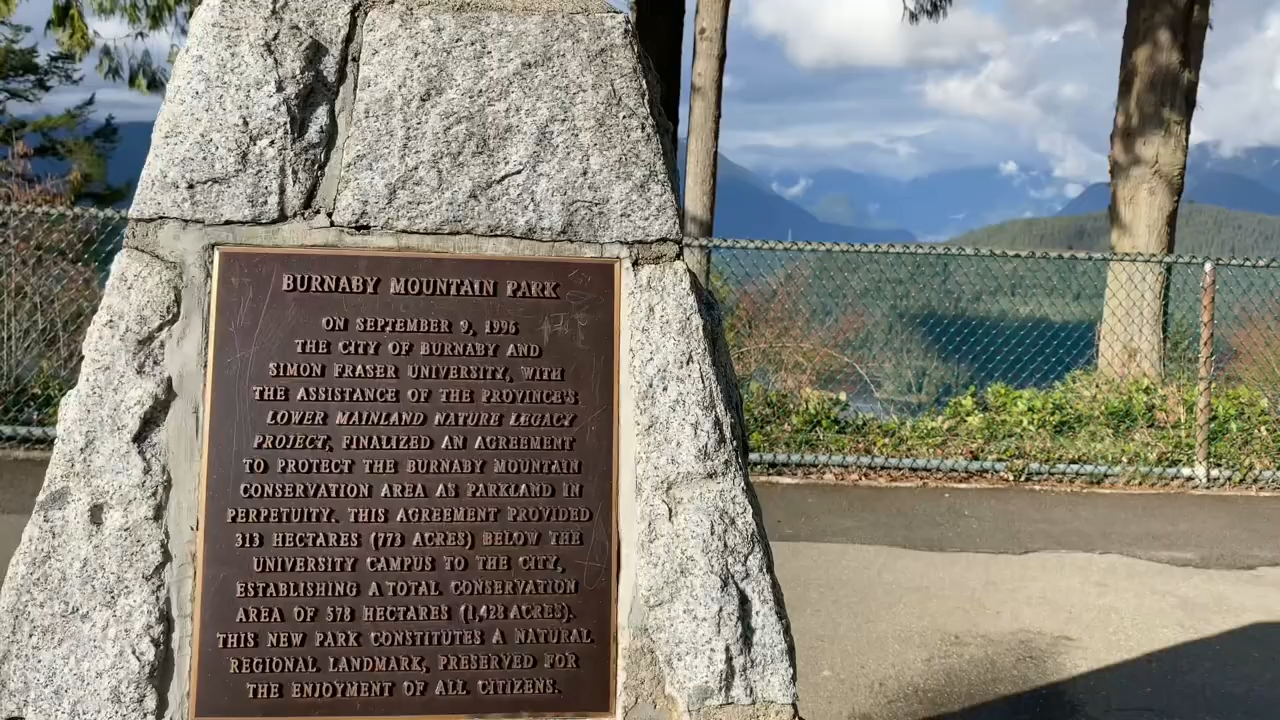 BURNABY MOUNTAIN PARK
ON SEPTEMBER 9, 1996
THE CITY OF BURNABY AND
SIMON FRASER UNIVERSITY, WITH
THE ASSISTANCE OF THE PROVINCE'S
LOWER MAINLAND NATURE LEGACY
PROJECT, FINALIZED AN AGREEMENT
TO PROTECT THE BURNABY MOUNTAIN
CONSERVATION AREA AS PARKLAND IN
PERPETUITY. THIS AGREEMENT PROVIDED
313 HECTARES (773 ACRES) BELOW THE
UNIVERSITY CAMPUS TO THE CITY,
ESTABLISHING A TOTAL CONSERVATION
AREA OF 578 HECTARES (1,428 ACRES).
THIS NEW PARK CONSTITUTES A NATURAL
REGIONAL LANDMARK, PRESERVED FOR
THE ENJOYMENT OF ALL CITIZENS.